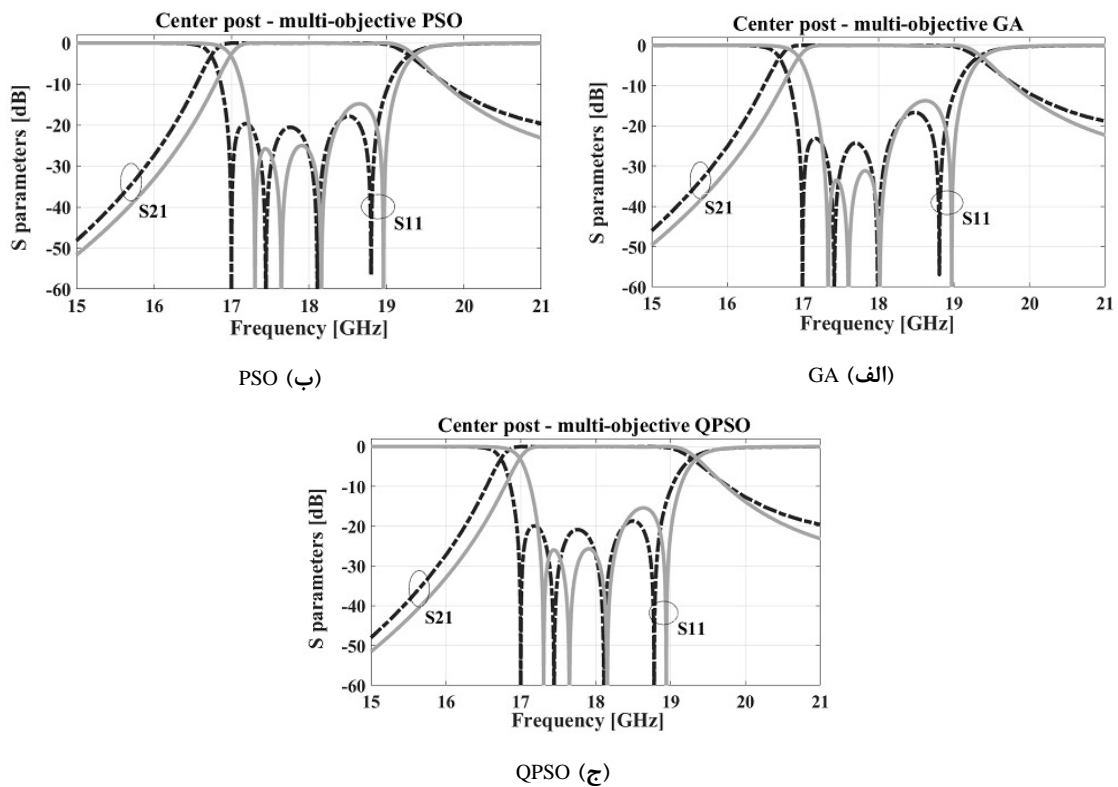 Center post - multi-objective PSO
S parameters [dB]
0
-10
-20
-30
-40
-50
-60
S21
S11
15 16 17 18 19 20 21
Frequency [GHz]
(ب) PSO
Center post - multi-objective GA
S parameters [dB]
0
-10
-20
-30
-40
-50
-60
S21
S11
15 16 17 18 19 20 21
Frequency [GHz]
(الف) GA
Center post - multi-objective QPSO
S parameters [dB]
0
-10
-20
-30
-40
-50
-60
S21
S11
15 16 17 18 19 20 21
Frequency [GHz]
(ج) QPSO